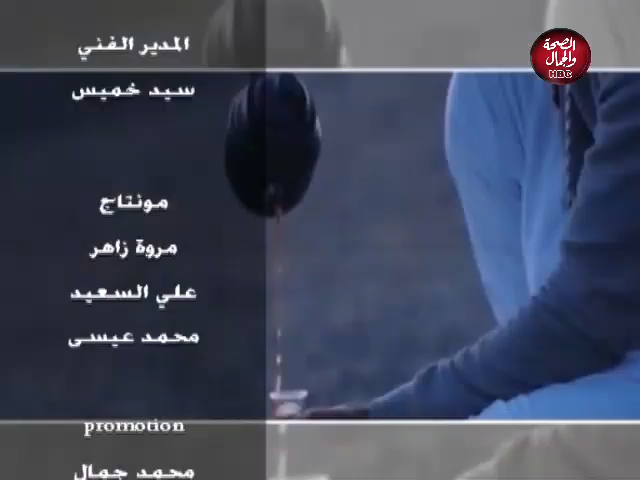 المدير الفني
سيد خميس
مونتاج
مروة زاهر
علي السعيد
محمد عيسى
promotion
محمد جمال
الصحة
والجمال
HBC